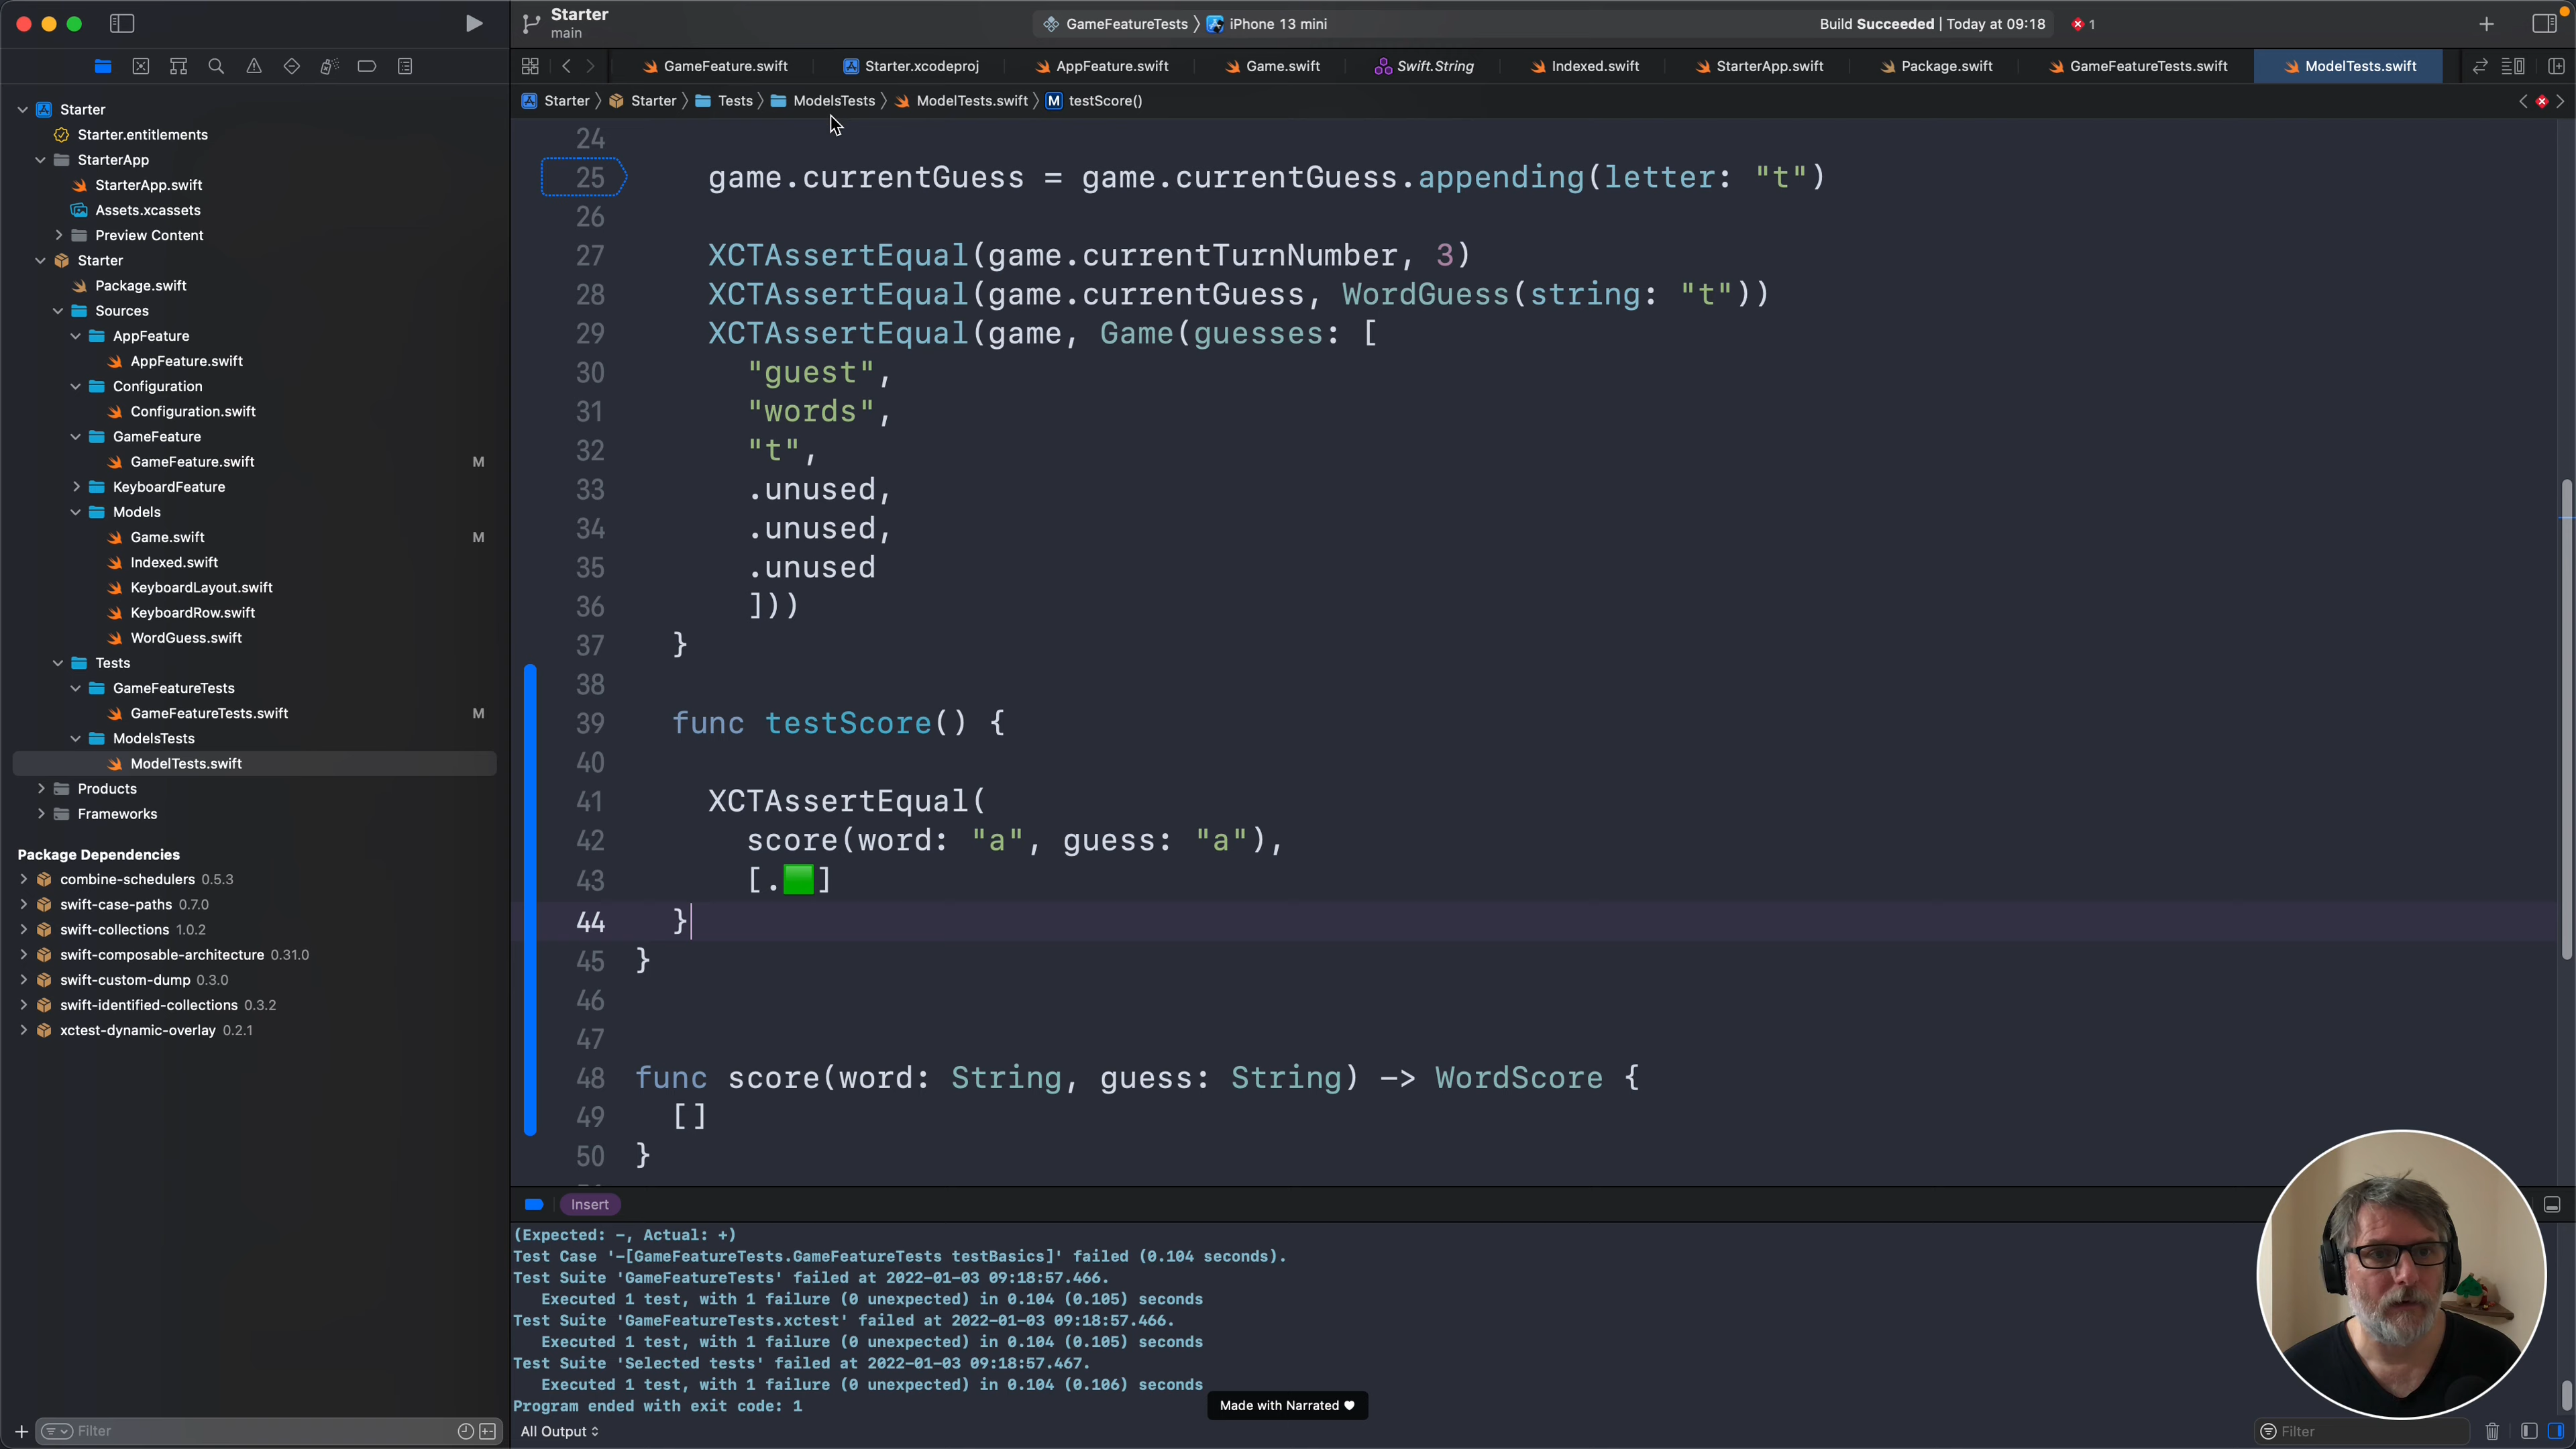 Starter
main
GameFeatureTests
iPhone 13 mini
Build Succeeded | Today at 09:18
1
GameFeature.swift
Starter.xcodeproj
AppFeature.swift
Game.swift
Swift.String
Indexed.swift
StarterApp.swift
Package.swift
GameFeatureTests.swift
ModelTests.swift
Starter
Starter
Tests
ModelsTests
ModelTests.swift
M testScore()
Starter
Starter.entitlements
StarterApp
StarterApp.swift
Assets.xcassets
Preview Content
Starter
Package.swift
Sources
AppFeature
AppFeature.swift
Configuration
Configuration.swift
GameFeature
GameFeature.swift M
KeyboardFeature
Models
Game.swift M
Indexed.swift
KeyboardLayout.swift
KeyboardRow.swift
WordGuess.swift
Tests
GameFeatureTests
GameFeatureTests.swift M
ModelsTests
ModelTests.swift
Products
Frameworks
Package Dependencies
combine-schedulers 0.5.3
swift-case-paths 0.7.0
swift-collections 1.0.2
swift-composable-architecture 0.31.0
swift-custom-dump 0.3.0
swift-identified-collections 0.3.2
xctest-dynamic-overlay 0.2.1
Filter
24
25 game.currentGuess = game.currentGuess.appending(letter: "t")
26
27 XCTAssertEqual(game.currentTurnNumber, 3)
28 XCTAssertEqual(game.currentGuess, WordGuess(string: "t"))
29 XCTAssertEqual(game, Game(guesses: [
30 "guest",
31 "words",
32 "t",
33 .unused,
34 .unused,
35 .unused
36 ]))
37 }
38
39 func testScore() {
40
41 XCTAssertEqual(
42 score(word: "a", guess: "a"),
43 [.🟩]
44 }
45 }
46
47
48 func score(word: String, guess: String) -> WordScore {
49 []
50 }
Insert
(Expected: −, Actual: +)
Test Case '-[GameFeatureTests.GameFeatureTests testBasics]' failed (0.104 seconds).
Test Suite 'GameFeatureTests' failed at 2022-01-03 09:18:57.466.
Executed 1 test, with 1 failure (0 unexpected) in 0.104 (0.105) seconds
Test Suite 'GameFeatureTests.xctest' failed at 2022-01-03 09:18:57.466.
Executed 1 test, with 1 failure (0 unexpected) in 0.104 (0.105) seconds
Test Suite 'Selected tests' failed at 2022-01-03 09:18:57.467.
Executed 1 test, with 1 failure (0 unexpected) in 0.104 (0.106) seconds
Program ended with exit code: 1
Made with Narrated ♥
All Output
Filter